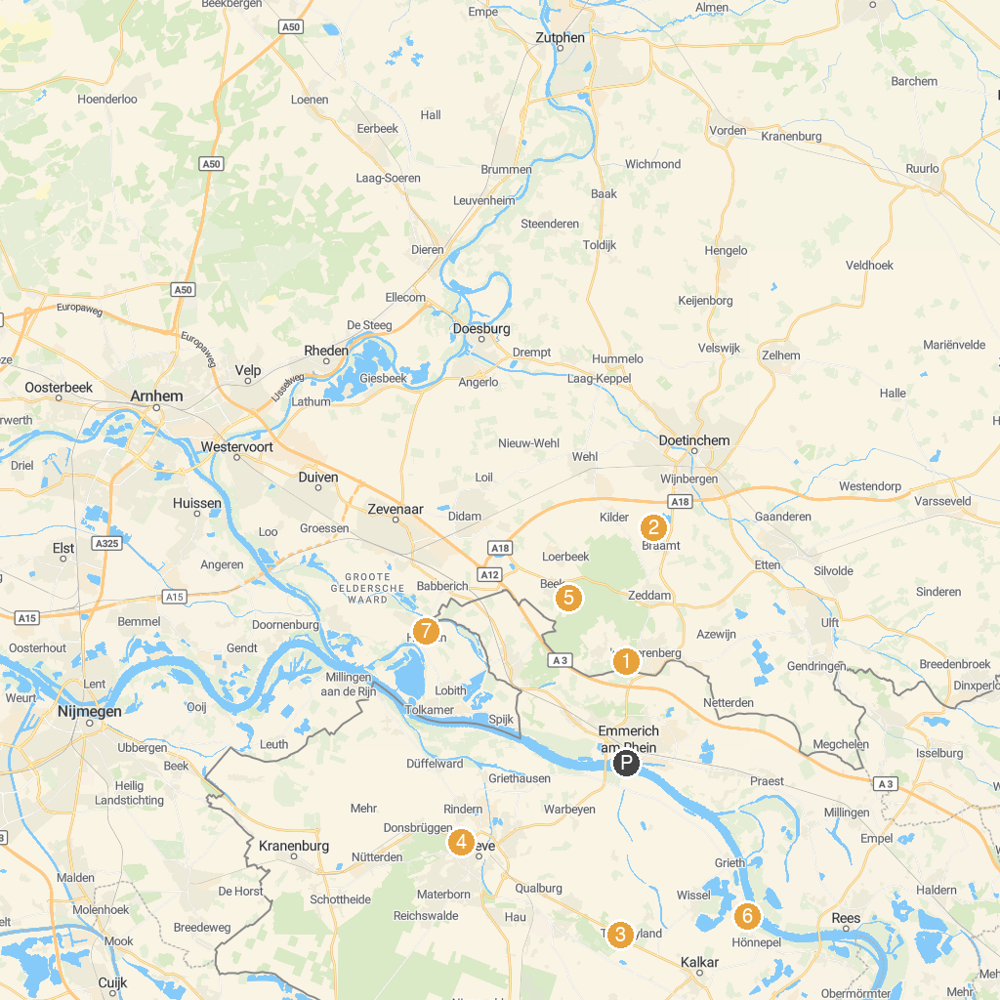 Beekbergen
Empe
Almen
A50
Zutphen
Barchem
Hoenderloo
Loenen
Hall
Eerbeek
Vorden
Kranenburg
A50
Brummen
Wichmond
Ruurlo
Laag-Soeren
Leuvenheim
Baak
Steenderen
Toldijk
Dieren
Hengelo
Veldhoek
A50
Ellecom
Keijenborg
Europaweg
De Steeg
Doesburg
Europaweg
Rheden
Drempt
Velswijk
Zelhem
Mariënvelde
Hummelo
Velp
Giesbeek
Angerlo
Laag-Keppel
IJsselweg
Oosterbeek
Arnhem
Lathum
Halle
Westervoort
Nieuw-Wehl
Doetinchem
Wehl
Driel
Duiven
Loil
Wijnbergen
Westendorp
Huissen
Zevenaar
A18
Varsseveld
Didam
Kilder
Gaanderen
Loo
Groessen
2
A325
Elst
A18
Braamt
Loerbeek
Angeren
GROOTE
GELDERSCHE
WAARD
A12
Etten
Silvolde
Babberich
Beek
5
Zeddam
Sinderen
A15
A15
Bemmel
Doornenburg
7
Ulft
Azewijn
Oosterhout
Gendt
1
A 3
Gendringen
Breedenbroek
Millingen
aan de Rijn
Lent
Lobith
Weurt
Ooij
Tolkamer
Netterden
Nijmegen
Spijk
Emmerich
am Rhein
Leuth
Megchelen
Ubbergen
Isselburg
Beek
Düffelward
P
Griethausen
Praest
A 3
Heilig
Landstichting
Mehr
Rindern
Warbeyen
Millingen
Donsbrüggen
Kranenburg
4
Empel
Nütterden
Grieth
Malden
De Horst
Qualburg
Haldern
Schottheide
Materborn
Wissel
Molenhoek
Reichswalde
Hau
6
Rees
Breedeweg
3
Hönnepel
Mook
Kalkar
Cuijk
Obermörmter